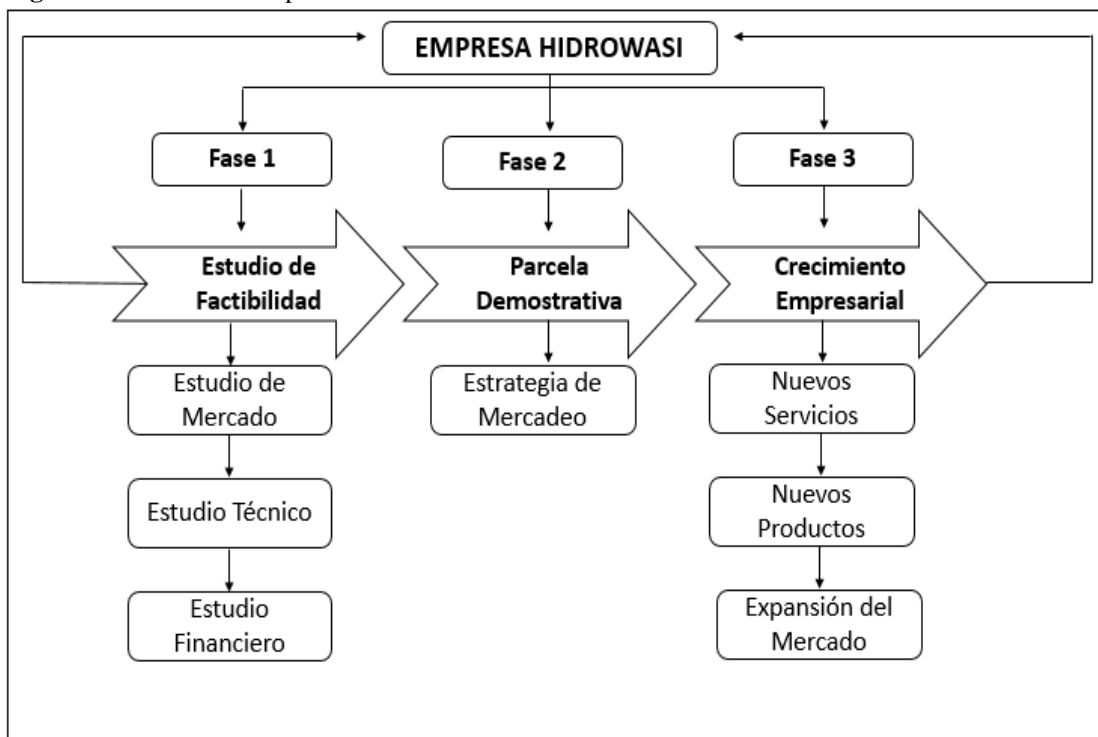 EMPRESA HIDROWASI
Fase 1
Fase 2
Fase 3
Estudio de
Factibilidad
Parcela
Demostrativa
Crecimiento
Empresarial
Estudio de
Mercado
Estrategia de
Mercadeo
Nuevos
Servicios
Estudio Técnico
Nuevos
Productos
Estudio
Financiero
Expansión del
Mercado